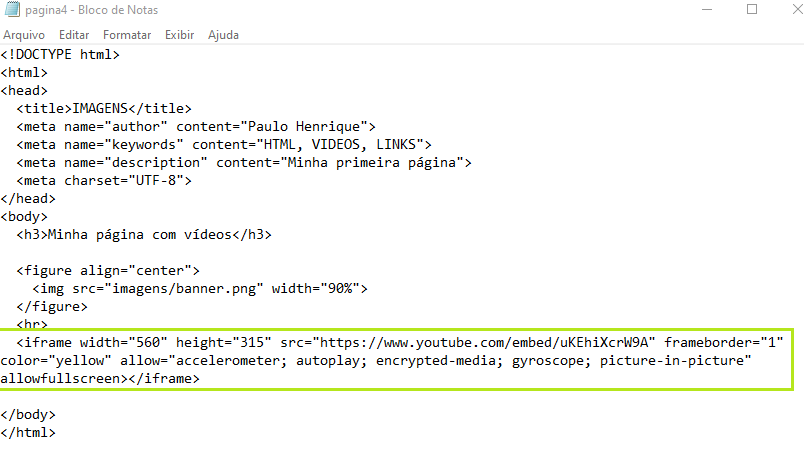 pagina4 - Bloco de Notas
Arquivo Editar Formatar Exibir Ajuda
<!DOCTYPE html>
<html>
<head>
  <title>IMAGENS</title>
  <meta name="author" content="Paulo Henrique">
  <meta name="keywords" content="HTML, VIDEOS, LINKS">
  <meta name="description" content="Minha primeira página">
  <meta charset="UTF-8">
</head>
<body>
  <h3>Minha página com vídeos</h3>
  <figure align="center">
    <img src="imagens/banner.png" width="90%">
  </figure>
  <hr>
  <iframe width="560" height="315" src="https://www.youtube.com/embed/uKEhiXcrW9A" frameborder="1"
color="yellow" allow="accelerometer; autoplay; encrypted-media; gyroscope; picture-in-picture"
allowfullscreen></iframe>
</body>
</html>